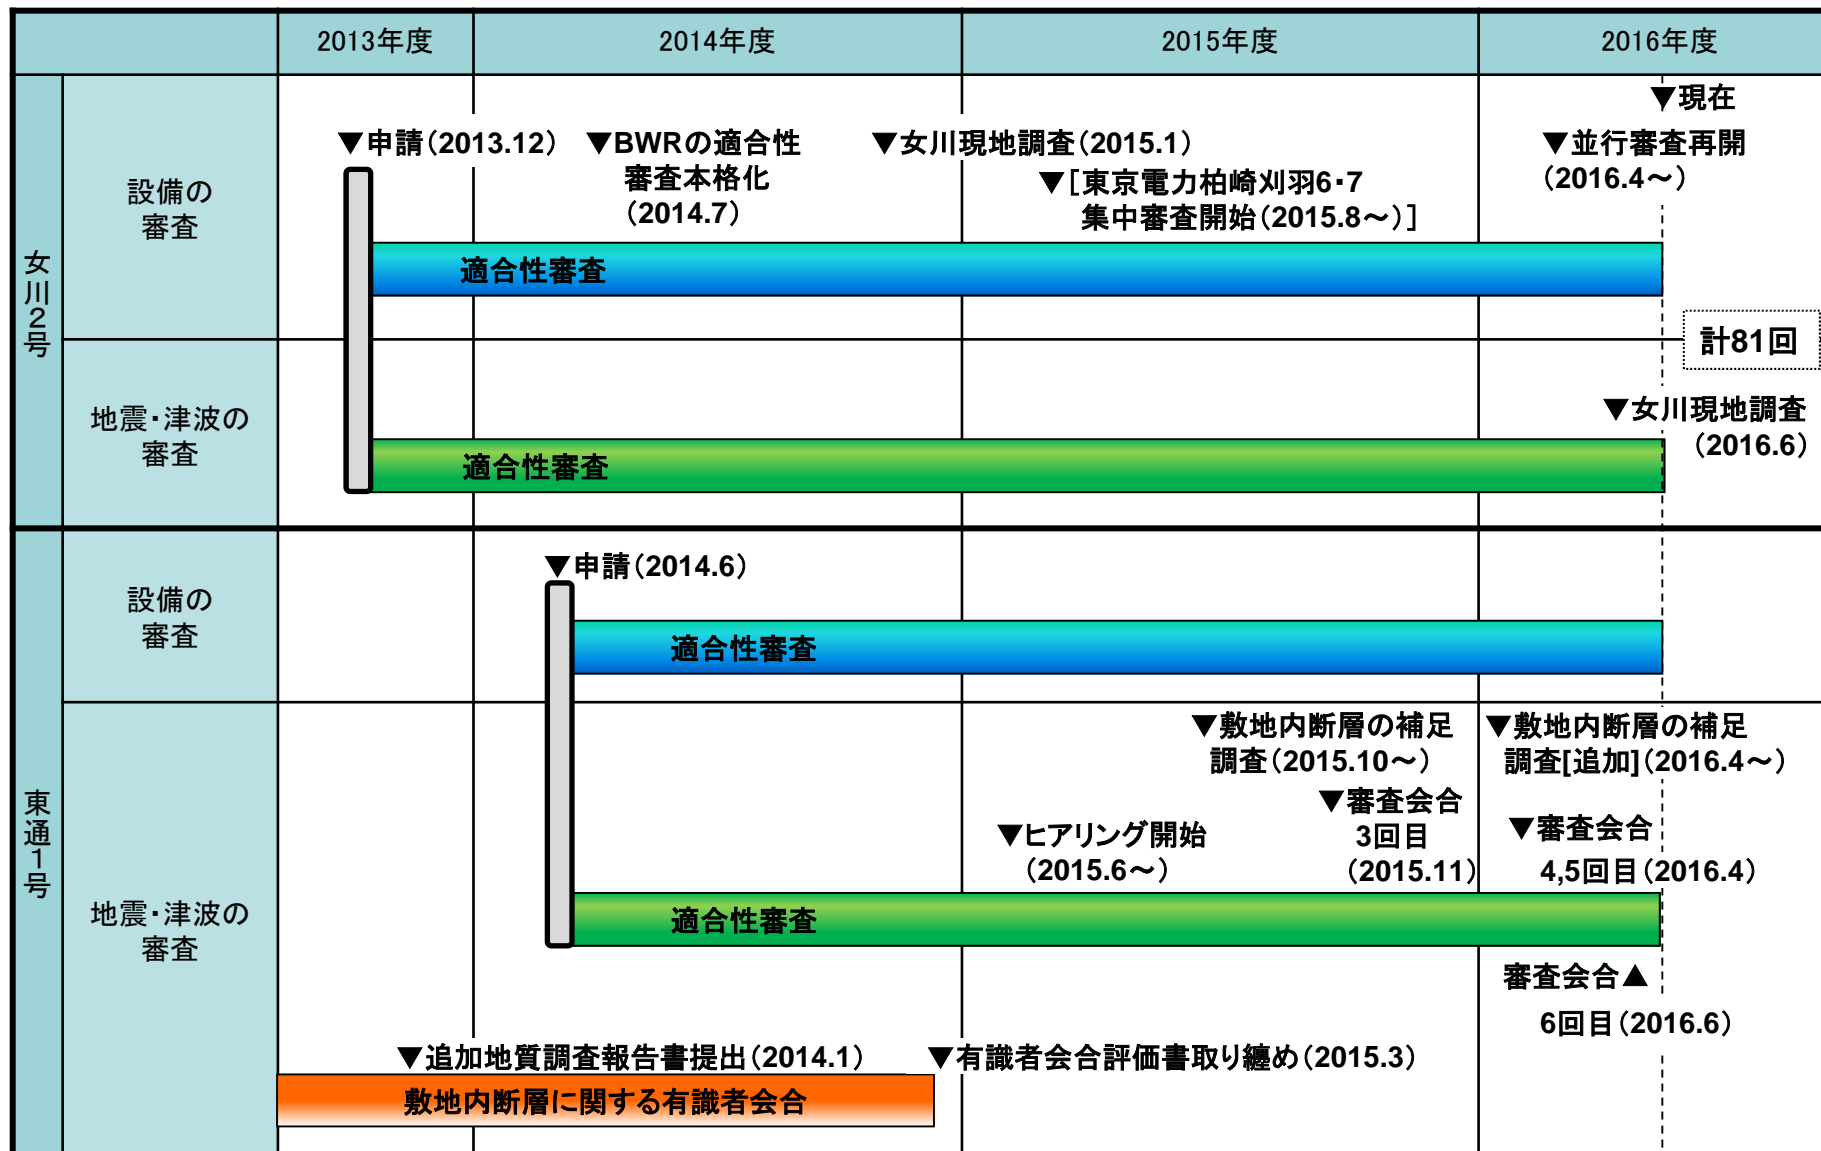 2013年度
2014年度
2015年度
2016年度
女川2号
設備の
審査
▼現在
▼申請（2013.12）
▼BWRの適合性
審査本格化
（2014.7）
▼女川現地調査（2015.1）
▼［東京電力柏崎刈羽6・7
集中審査開始（2015.8～）］
▼並行審査再開
（2016.4～）
適合性審査
計81回
地震・津波の
審査
▼女川現地調査
（2016.6）
適合性審査
東通1号
設備の
審査
▼申請（2014.6）
適合性審査
地震・津波の
審査
▼敷地内断層の補足
調査（2015.10～）
▼敷地内断層の補足
調査[追加]（2016.4～）
▼ヒアリング開始
（2015.6～）
▼審査会合
3回目
（2015.11）
▼審査会合
4,5回目（2016.4）
適合性審査
審査会合▲
6回目（2016.6）
▼追加地質調査報告書提出（2014.1）
▼有識者会合評価書取り纏め（2015.3）
敷地内断層に関する有識者会合